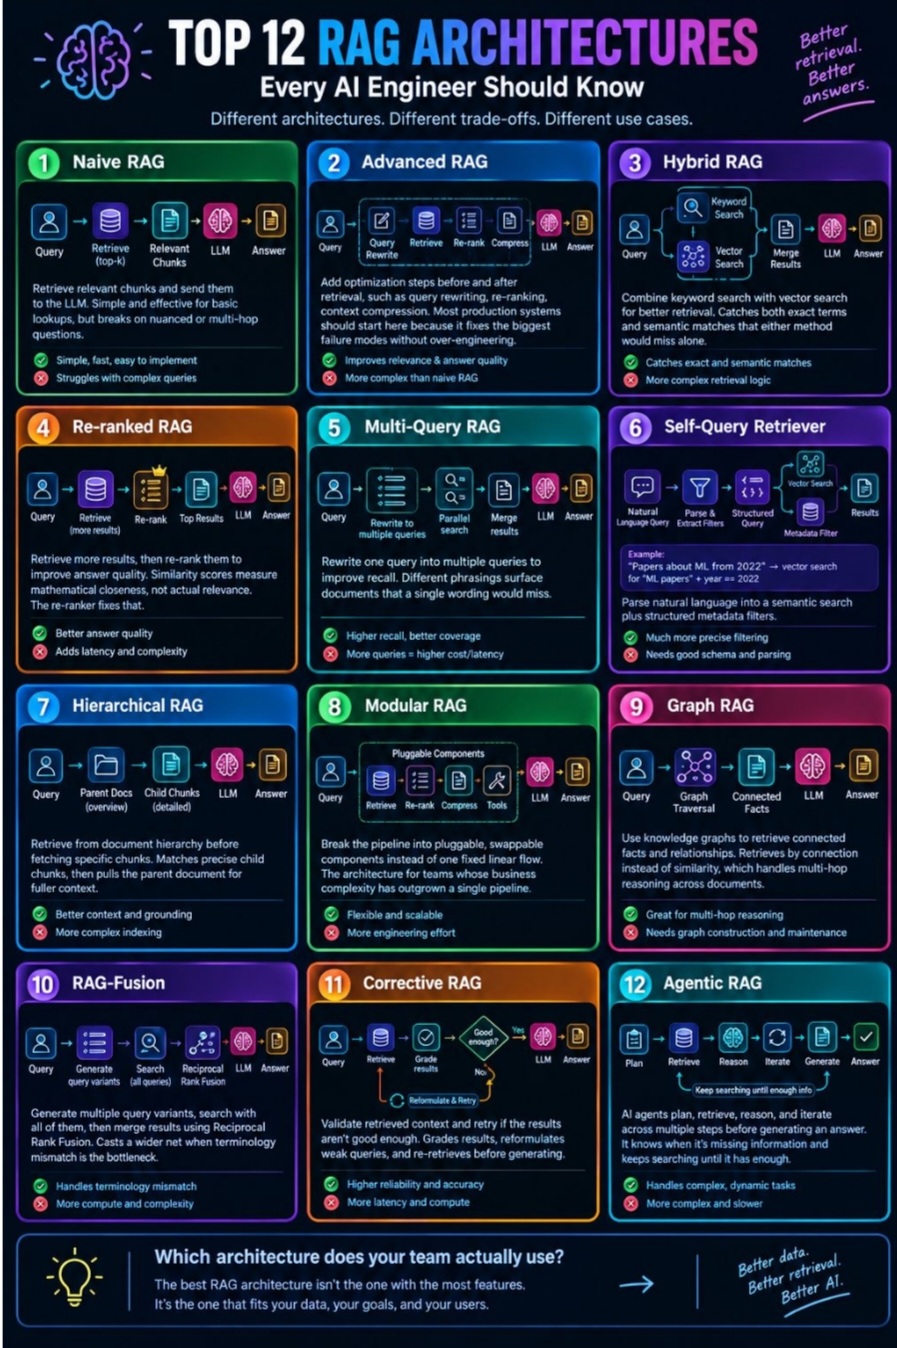 TOP 12 RAG ARCHITECTURES
Every AI Engineer Should Know
Different architectures. Different trade-offs. Different use cases.
Better
retrieval.
Better
answers.
1 Naive RAG
Query
Retrieve
(top-k)
Relevant
Chunks
LLM
Answer
Retrieve relevant chunks and send them
to the LLM. Simple and effective for basic
lookups, but breaks on nuanced or multi-hop
questions.
Simple, fast, easy to implement
Struggles with complex queries
2 Advanced RAG
Query
Query
Rewrite
Retrieve
Re-rank
Compress
LLM
Answer
Add optimization steps before and after
retrieval, such as query rewriting, re-ranking,
context compression. Most production systems
should start here because it fixes the biggest
failure modes without over-engineering.
Improves relevance & answer quality
More complex than naive RAG
3 Hybrid RAG
Query
Keyword
Search
Vector
Search
Merge
Results
LLM
Answer
Combine keyword search with vector search
for better retrieval. Catches both exact terms
and semantic matches that either method
would miss alone.
Catches exact and semantic matches
More complex retrieval logic
4 Re-ranked RAG
Query
Retrieve
(more results)
Re-rank
Top Results
LLM
Answer
Retrieve more results, then re-rank them to
improve answer quality. Similarity scores measure
mathematical closeness, not actual relevance.
The re-ranker fixes that.
Better answer quality
Adds latency and complexity
5 Multi-Query RAG
Query
Rewrite to
multiple queries
Parallel
search
Merge
results
LLM
Answer
Rewrite one query into multiple queries to
improve recall. Different phrasings surface
documents that a single wording would miss.
Higher recall, better coverage
More queries = higher cost/latency
6 Self-Query Retriever
Natural
Language Query
Parse &
Extract Filters
Structured
Query
Vector Search
Metadata Filter
Results
Example:
"Papers about ML from 2022" → vector search
for "ML papers" + year == 2022
Parse natural language into a semantic search
plus structured metadata filters.
Much more precise filtering
Needs good schema and parsing
7 Hierarchical RAG
Query
Parent Docs
(overview)
Child Chunks
(detailed)
LLM
Answer
Retrieve from document hierarchy before
fetching specific chunks. Matches precise child
chunks, then pulls the parent document for
fuller context.
Better context and grounding
More complex indexing
8 Modular RAG
Pluggable Components
Query
Retrieve
Re-rank
Compress
Tools
LLM
Answer
Break the pipeline into pluggable, swappable
components instead of one fixed linear flow.
The architecture for teams whose business
complexity has outgrown a single pipeline.
Flexible and scalable
More engineering effort
9 Graph RAG
Query
Graph
Traversal
Connected
Facts
LLM
Answer
Use knowledge graphs to retrieve connected
facts and relationships. Retrieves by connection
instead of similarity, which handles multi-hop
reasoning across documents.
Great for multi-hop reasoning
Needs graph construction and maintenance
10 RAG-Fusion
Query
Generate
query variants
Search
(all queries)
Reciprocal
Rank Fusion
LLM
Answer
Generate multiple query variants, search with
all of them, then merge results using Reciprocal
Rank Fusion. Casts a wider net when terminology
mismatch is the bottleneck.
Handles terminology mismatch
More compute and complexity
11 Corrective RAG
Query
Retrieve
Grade
results
Good
enough?
Yes
No
LLM
Answer
Reformulate & Retry
Validate retrieved context and retry if the results
aren't good enough. Grades results, reformulates
weak queries, and re-retrieves before generating.
Higher reliability and accuracy
More latency and compute
12 Agentic RAG
Plan
Retrieve
Reason
Iterate
Generate
Answer
Keep searching until enough info
AI agents plan, retrieve, reason, and iterate
across multiple steps before generating an answer.
It knows when it's missing information and
keeps searching until it has enough.
Handles complex, dynamic tasks
More complex and slower
Which architecture does your team actually use?
The best RAG architecture isn't the one with the most features.
It's the one that fits your data, your goals, and your users.
Better data.
Better retrieval.
Better AI.